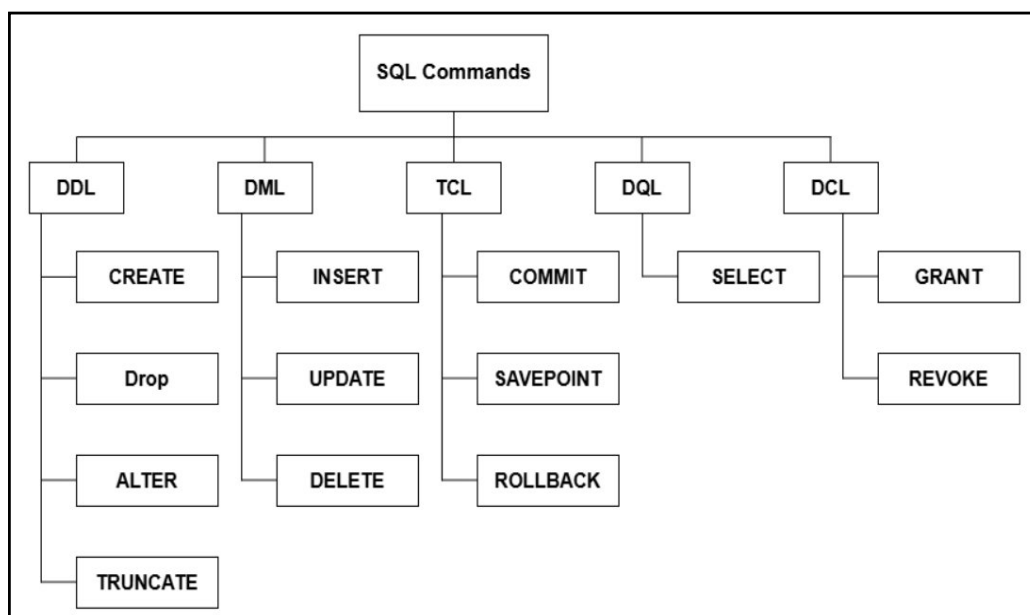 SQL Commands
DDL
DML
TCL
DQL
DCL
CREATE
INSERT
COMMIT
SELECT
GRANT
Drop
UPDATE
SAVEPOINT
REVOKE
ALTER
DELETE
ROLLBACK
TRUNCATE